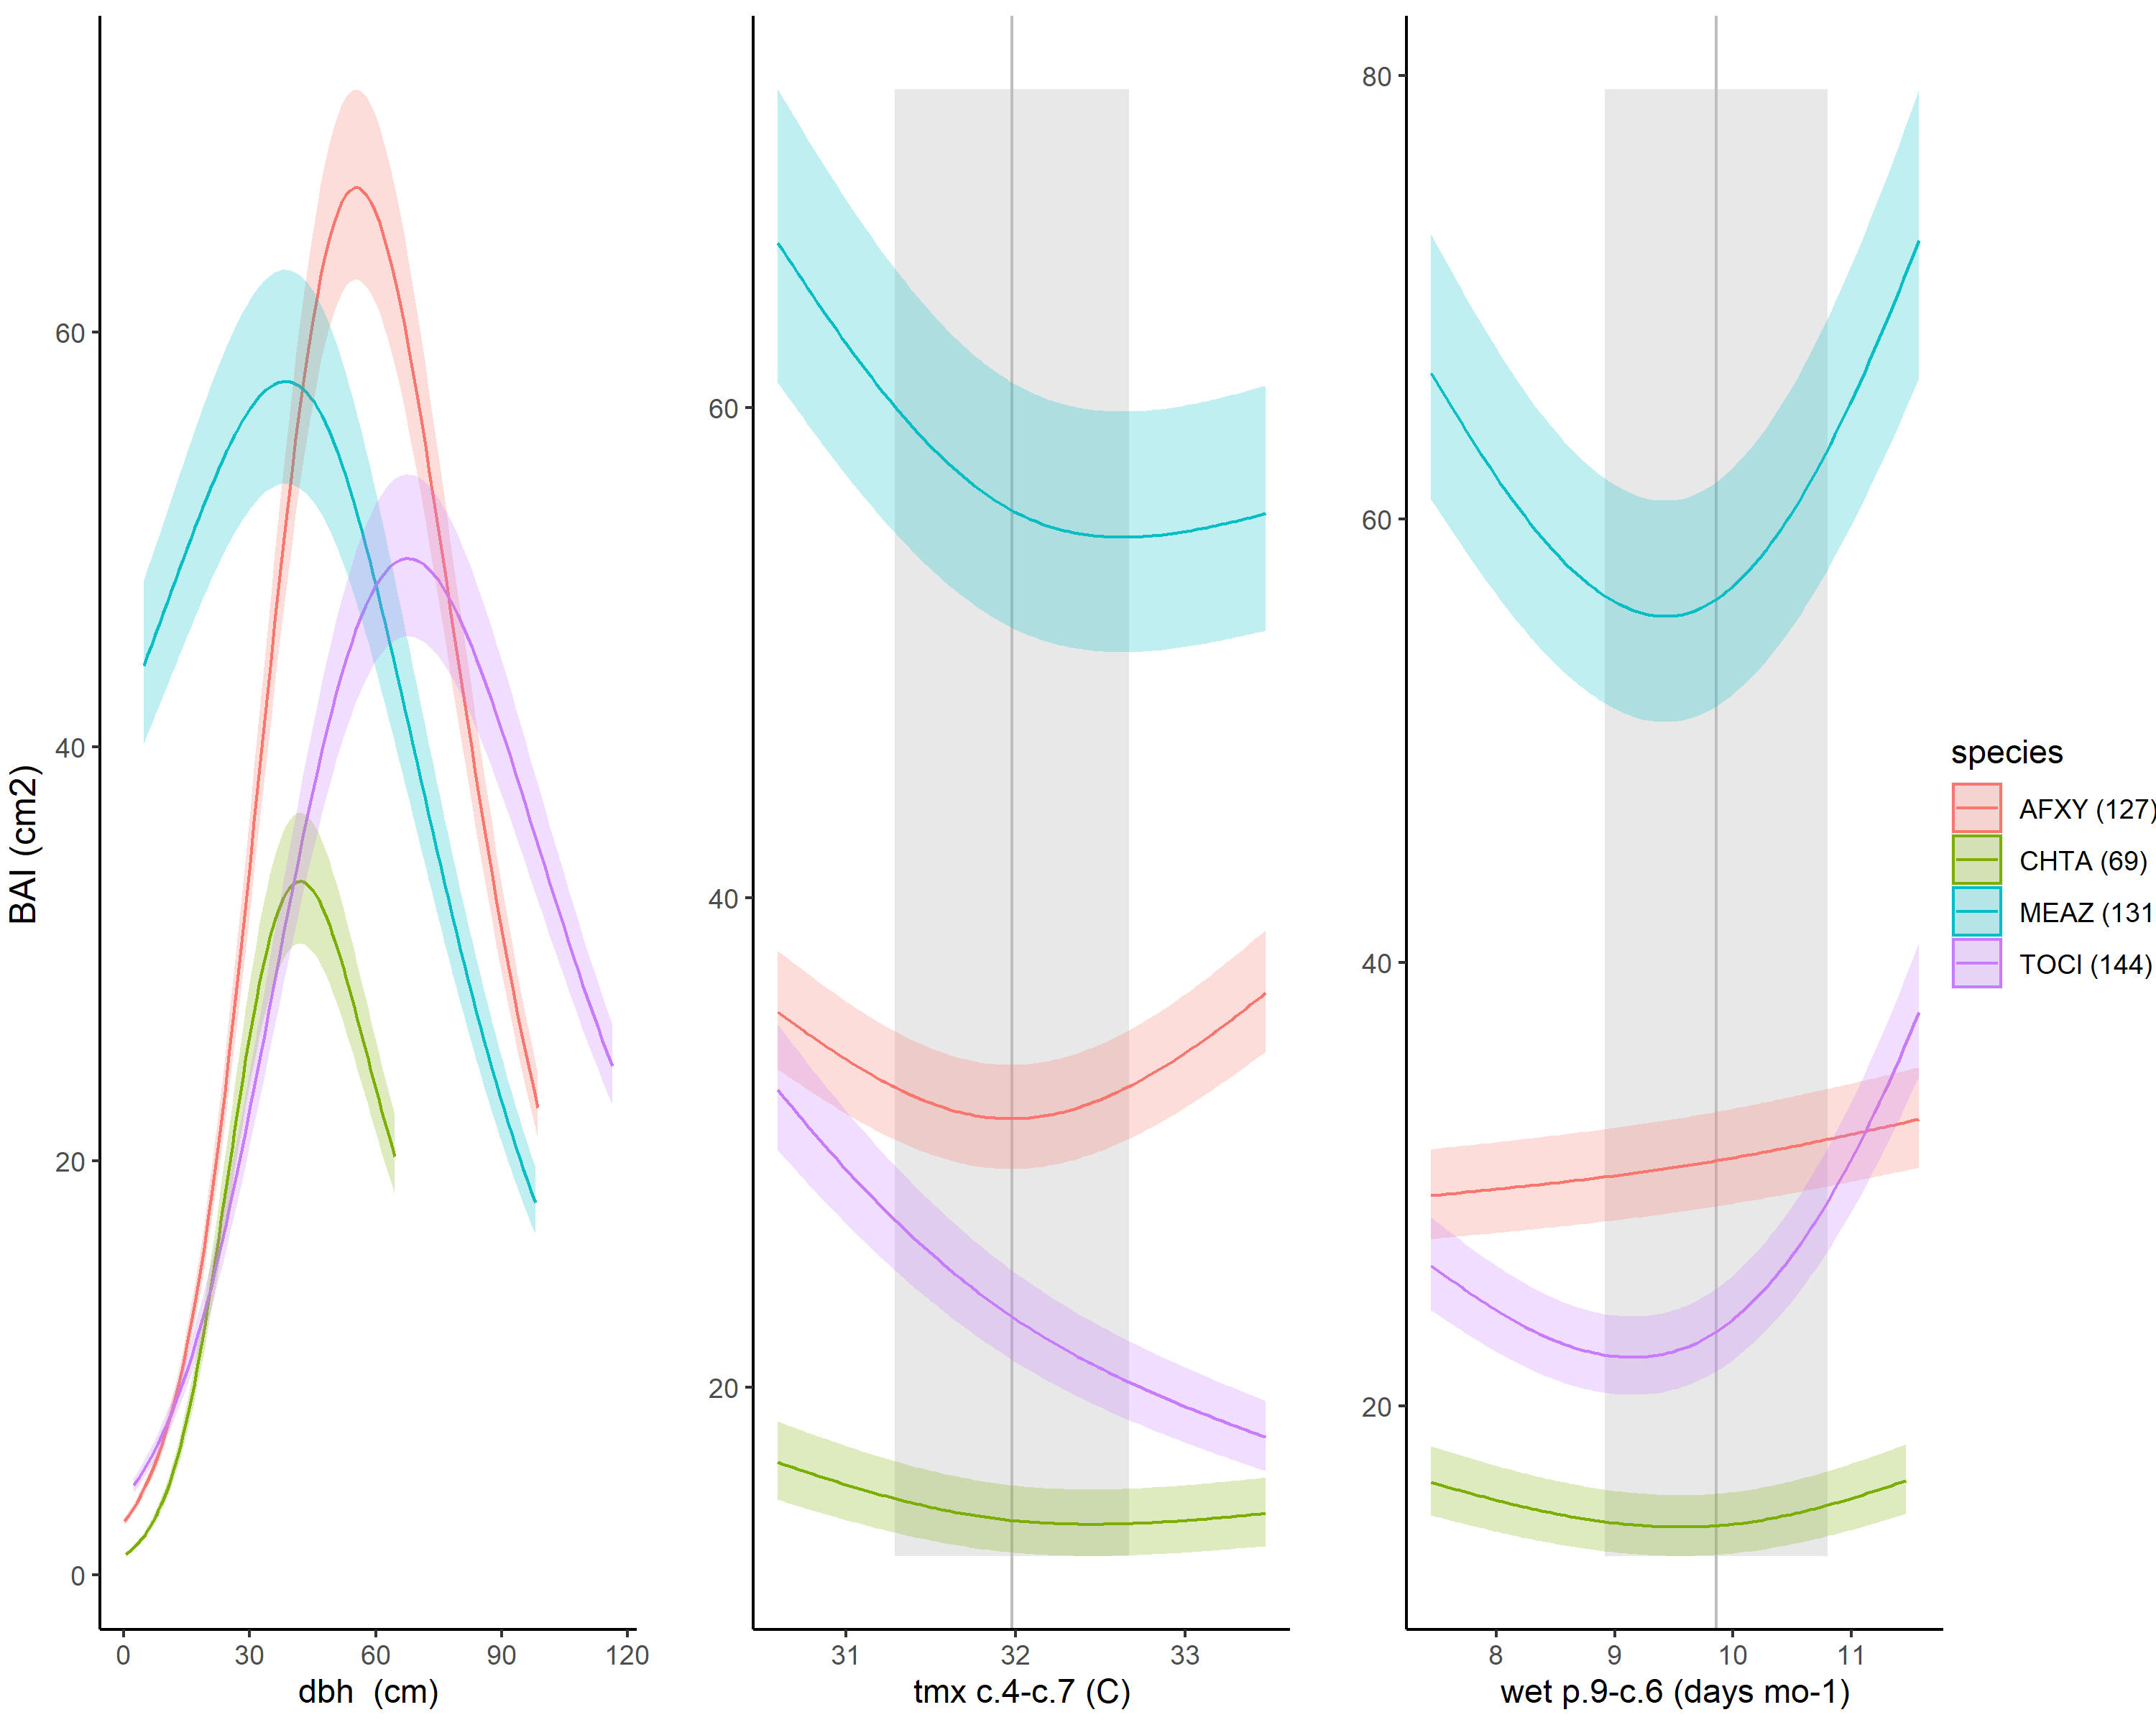 BAI (cm2)
60
40
20
0
0 30 60 90 120
dbh (cm)
60
40
20
31 32 33
tmx c.4-c.7 (C)
80
60
40
20
8 9 10 11
wet p.9-c.6 (days mo-1)
species
AFXY (127)
CHTA (69)
MEAZ (131
TOCI (144)